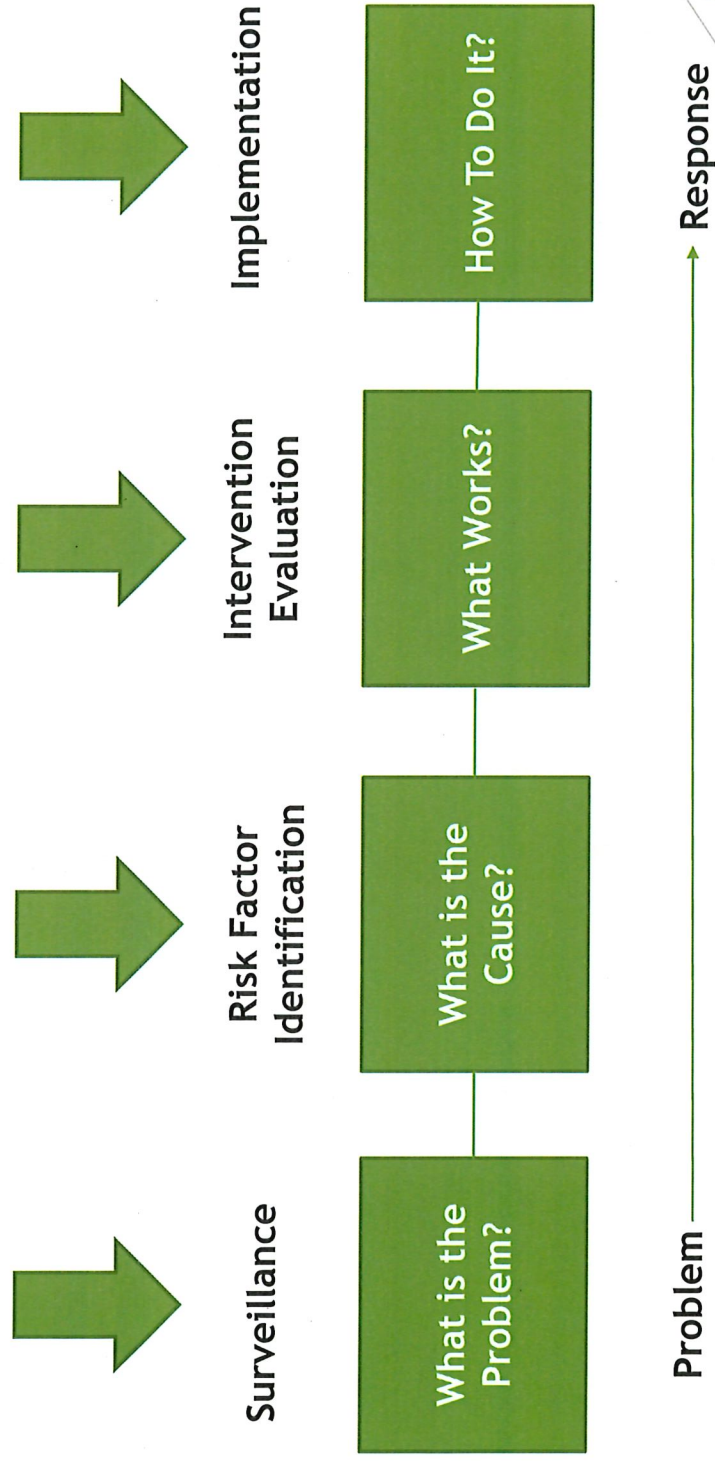 Surveillance
Risk Factor
Identification
Intervention
Evaluation
Implementation
What is the
Problem?
What is the
Cause?
What Works?
How To Do It?
Problem
Response